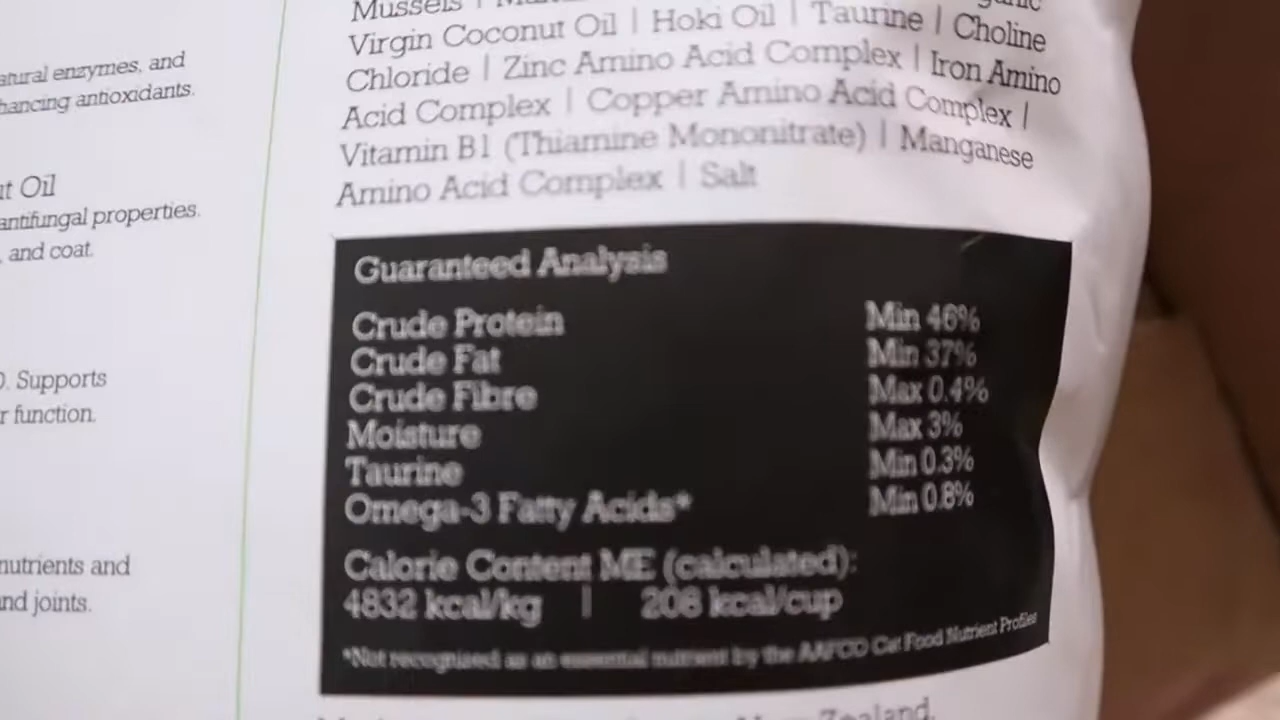 atural enzymes, and
hancing antioxidants.
ut Oil
antifungal properties.
, and coat.
). Supports
r function.
nutrients and
nd joints.
Mussels |
Virgin Coconut Oil | Hoki Oil | Taurine | Choline
Chloride | Zinc Amino Acid Complex | Iron Amino
Acid Complex | Copper Amino Acid Complex |
Vitamin B1 (Thiamine Mononitrate) | Manganese
Amino Acid Complex | Salt
Guaranteed Analysis
Crude Protein Min 46%
Crude Fat Min 37%
Crude Fibre Max 0.4%
Moisture Max 3%
Taurine Min 0.3%
Omega-3 Fatty Acids* Min 0.8%
Calorie Content ME (calculated):
4832 kcal/kg | 208 kcal/cup
*Not recognised as an essential nutrient by the AAFCO Cat Food Nutrient Profiles
Zealand.